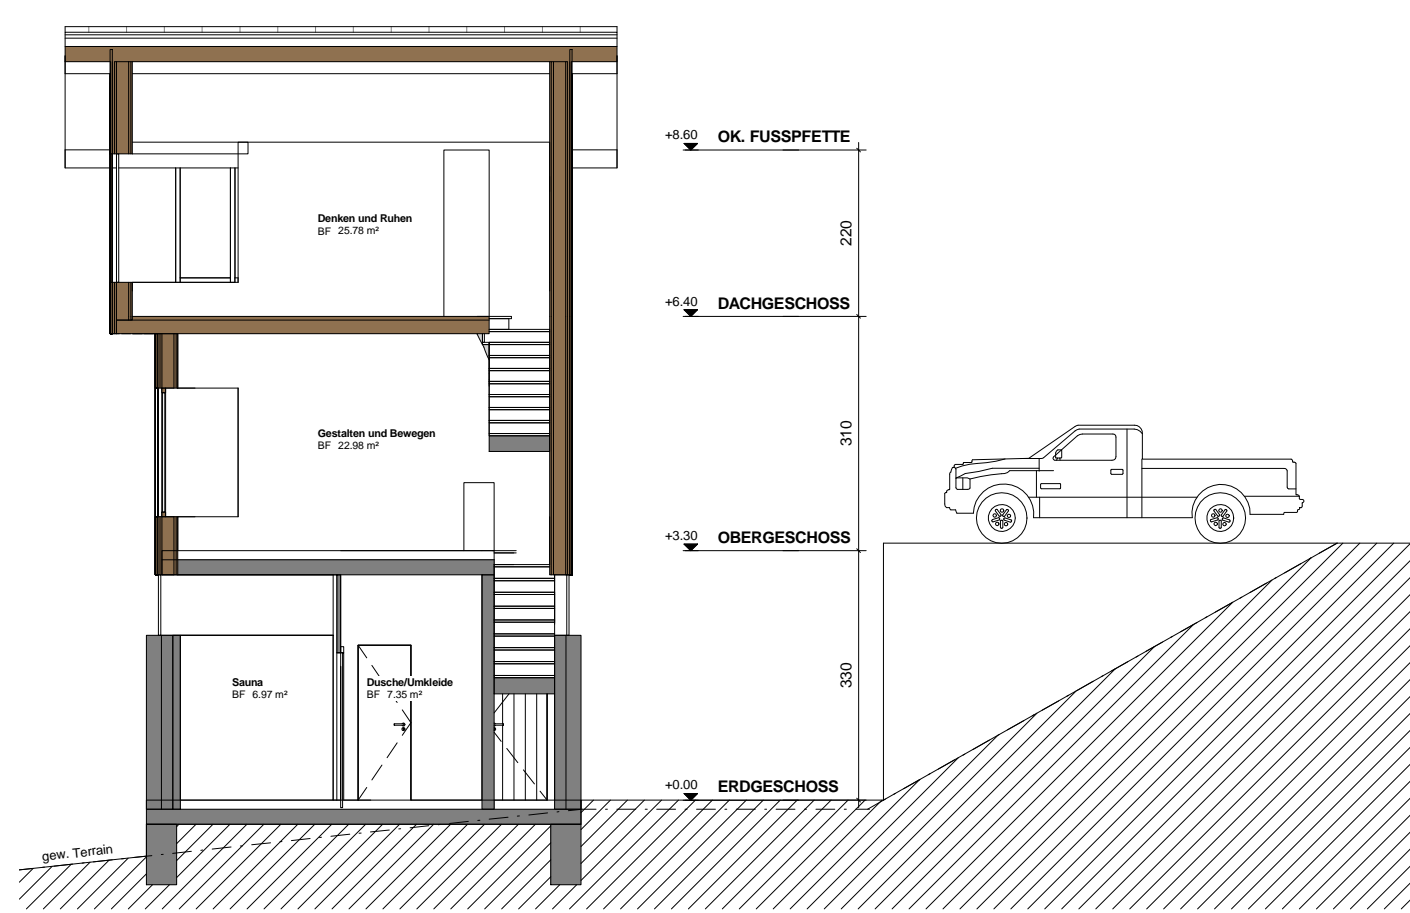 +8.60 OK. FUSSPFETTE
Denken und Ruhen
BF 25.78 m²
220
+6.40 DACHGESCHOSS
Gestalten und Bewegen
BF 22.98 m²
310
+3.30 OBERGESCHOSS
Sauna
BF 6.97 m²
Dusche/Umkleide
BF 7.35 m²
330
+0.00 ERDGESCHOSS
gew. Terrain